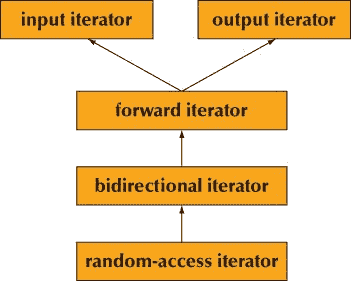 input iterator
output iterator
forward iterator
bidirectional iterator
random-access iterator